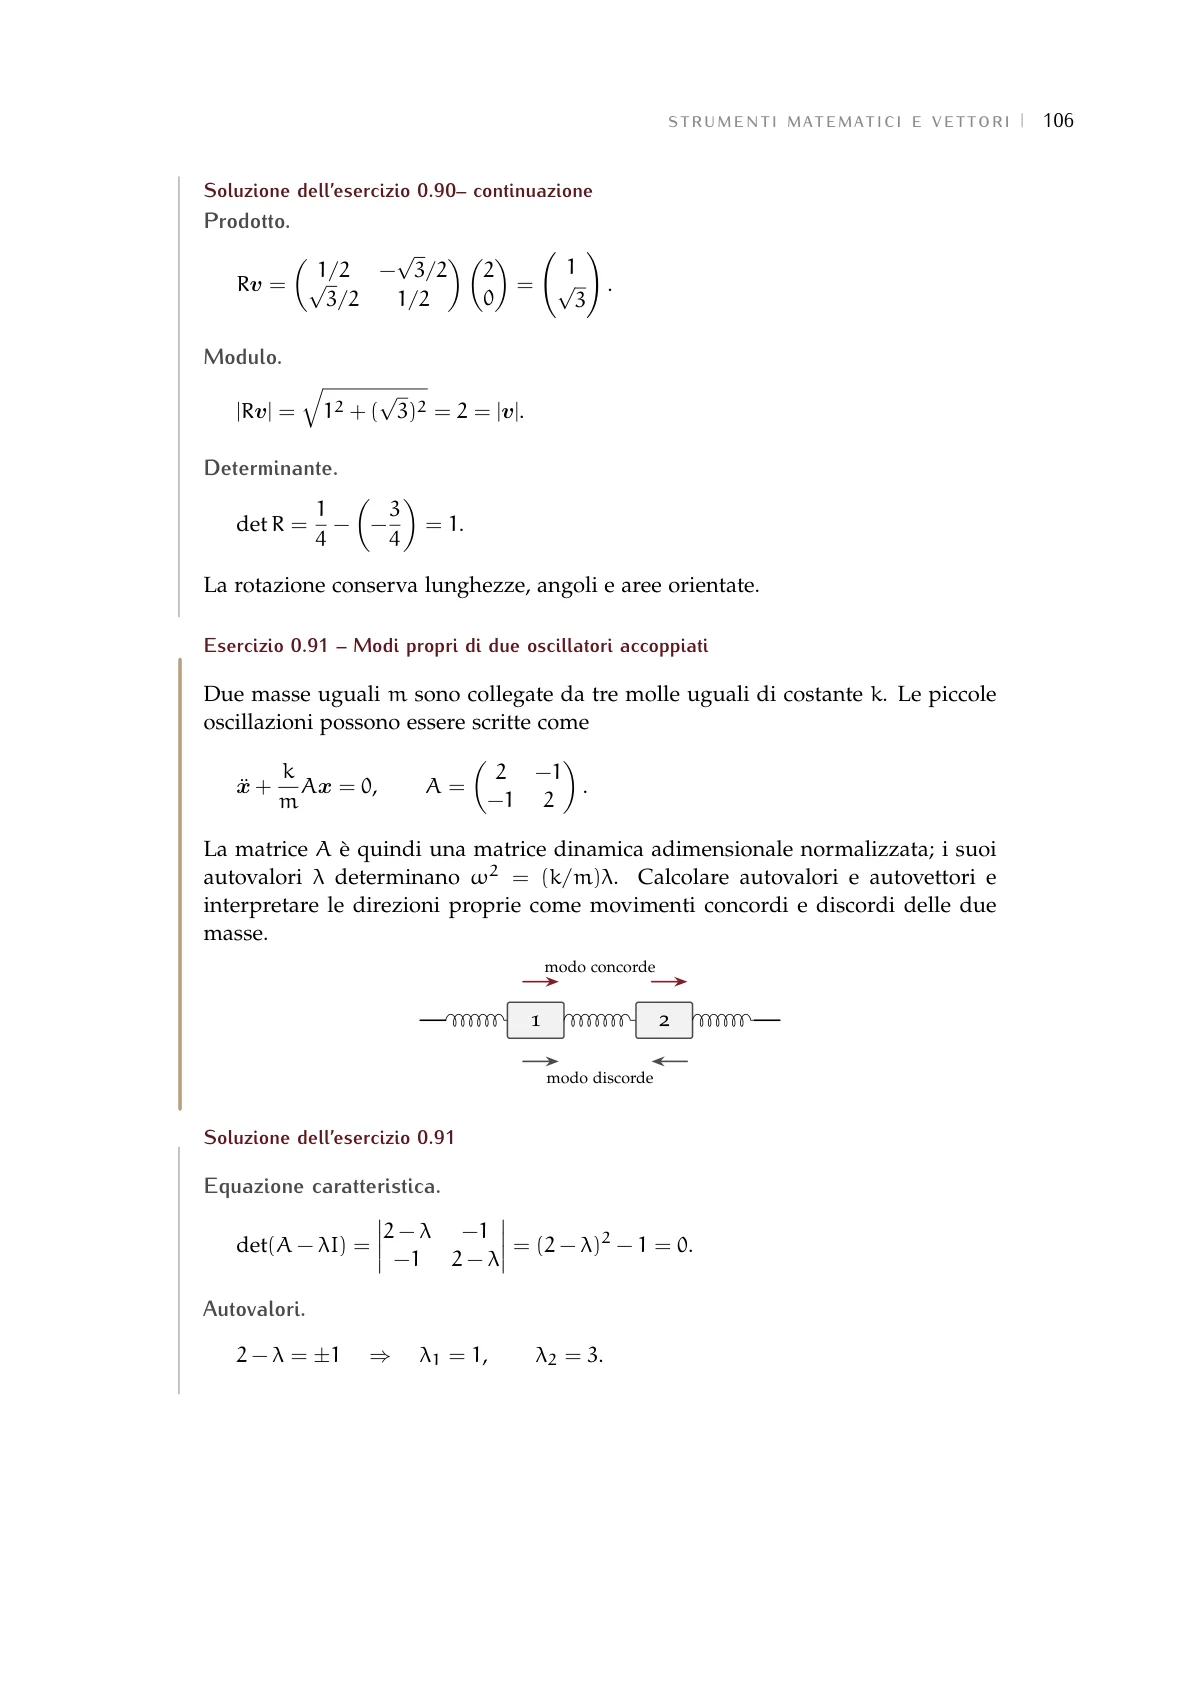 STRUMENTI MATEMATICI E VETTORI | 106
Soluzione dell'esercizio 0.90– continuazione
Prodotto.
Rv = (1/2 −√3/2; √3/2 1/2) (2; 0) = (1; √3).
Modulo.
|Rv| = √(1² + (√3)²) = 2 = |v|.
Determinante.
det R = 1/4 − (−3/4) = 1.
La rotazione conserva lunghezze, angoli e aree orientate.
Esercizio 0.91 – Modi propri di due oscillatori accoppiati
Due masse uguali m sono collegate da tre molle uguali di costante k. Le piccole
oscillazioni possono essere scritte come
ẍ + k/m Ax = 0, A = (2 −1; −1 2).
La matrice A è quindi una matrice dinamica adimensionale normalizzata; i suoi
autovalori λ determinano ω² = (k/m)λ. Calcolare autovalori e autovettori e
interpretare le direzioni proprie come movimenti concordi e discordi delle due
masse.
modo concorde
1 2
modo discorde
Soluzione dell'esercizio 0.91
Equazione caratteristica.
det(A − λI) = |2 − λ −1; −1 2 − λ| = (2 − λ)² − 1 = 0.
Autovalori.
2 − λ = ±1 ⇒ λ₁ = 1, λ₂ = 3.